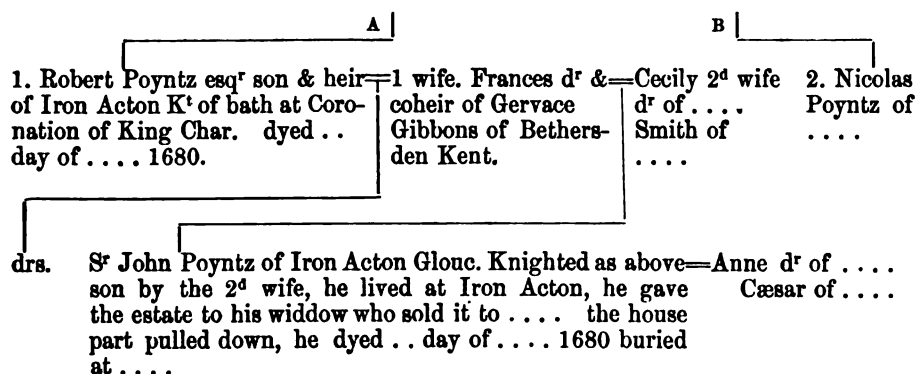 A B
1. Robert Poyntz esqʳ son & heir=1 wife. Frances dʳ &=Cecily 2ᵈ wife 2. Nicolas
of Iron Acton Kᵗ of bath at Coro- coheir of Gervace dʳ of . . . . Poyntz of
nation of King Char. dyed . . Gibbons of Bethers- Smith of . . . .
day of . . . . 1680. den Kent. . . . .
drs. Sʳ John Poyntz of Iron Acton Glouc. Knighted as above=Anne dʳ of . . . .
son by the 2ᵈ wife, he lived at Iron Acton, he gave Cæsar of . . . .
the estate to his widdow who sold it to . . . . the house
part pulled down, he dyed . . day of . . . . 1680 buried
at . . . .